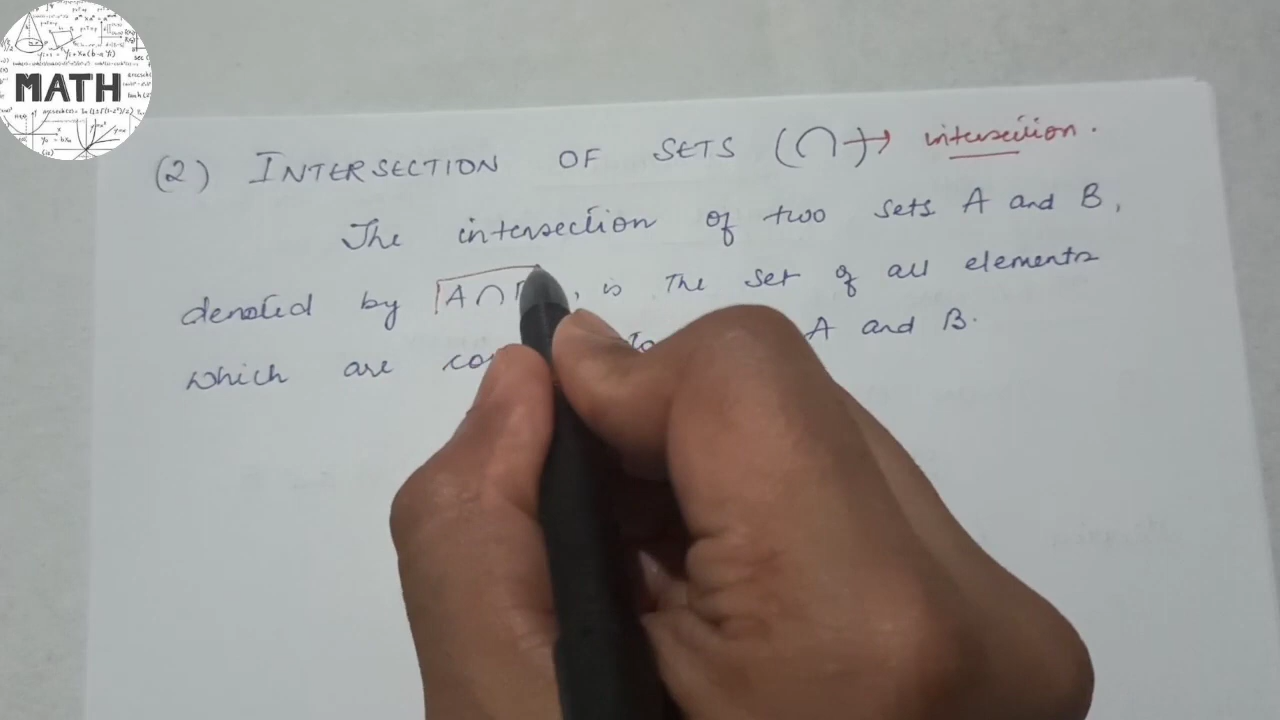 MATH
(2) INTERSECTION OF SETS (∩) → intersection.
The intersection of two sets A and B,
denoted by A ∩ , is the set of all elements
which are A and B.